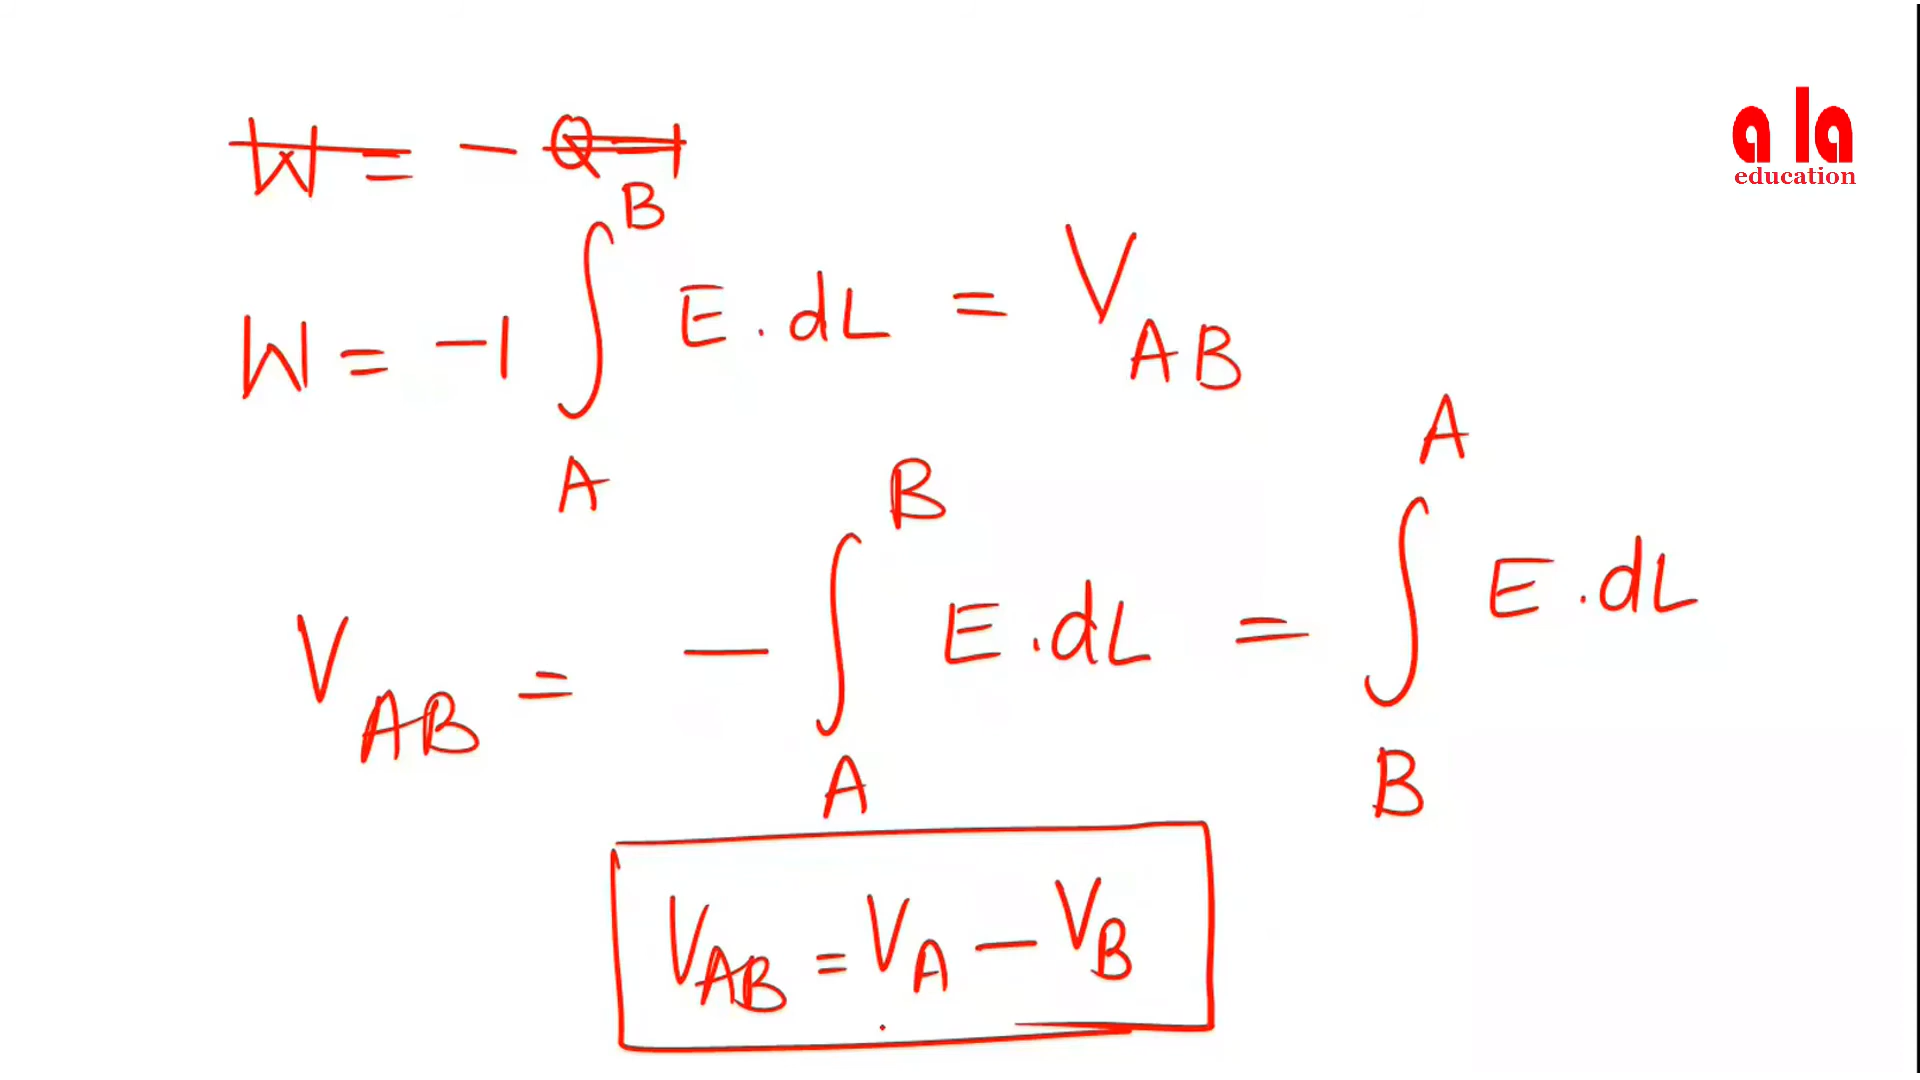 a la
education
W = - Q
W = -1 ∫_A^B E . dL = V_AB
V_AB = - ∫_A^B E . dL = ∫_B^A E . dL
V_AB = V_A - V_B